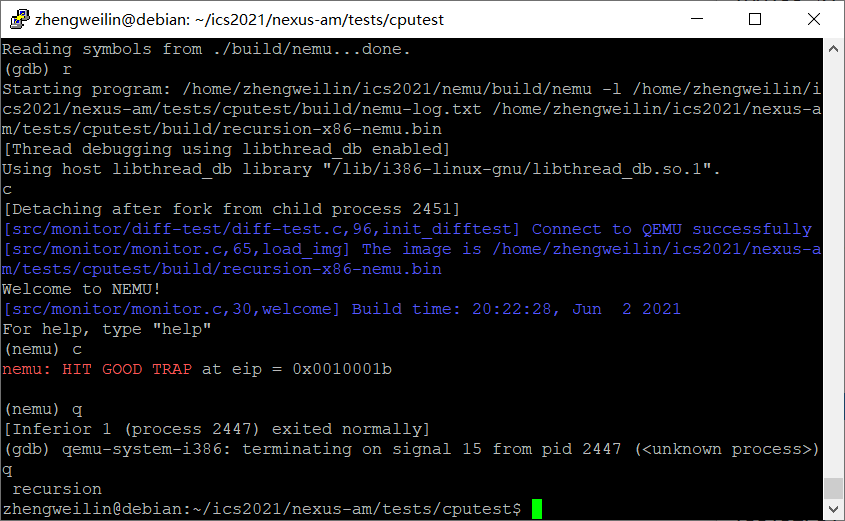 zhengweilin@debian: ~/ics2021/nexus-am/tests/cputest
Reading symbols from ./build/nemu...done.
(gdb) r
Starting program: /home/zhengweilin/ics2021/nemu/build/nemu -l /home/zhengweilin/i
cs2021/nexus-am/tests/cputest/build/nemu-log.txt /home/zhengweilin/ics2021/nexus-a
m/tests/cputest/build/recursion-x86-nemu.bin
[Thread debugging using libthread_db enabled]
Using host libthread_db library "/lib/i386-linux-gnu/libthread_db.so.1".
c
[Detaching after fork from child process 2451]
[src/monitor/diff-test/diff-test.c,96,init_difftest] Connect to QEMU successfully
[src/monitor/monitor.c,65,load_img] The image is /home/zhengweilin/ics2021/nexus-a
m/tests/cputest/build/recursion-x86-nemu.bin
Welcome to NEMU!
[src/monitor/monitor.c,30,welcome] Build time: 20:22:28, Jun  2 2021
For help, type "help"
(nemu) c
nemu: HIT GOOD TRAP at eip = 0x0010001b
(nemu) q
[Inferior 1 (process 2447) exited normally]
(gdb) qemu-system-i386: terminating on signal 15 from pid 2447 (<unknown process>)
q
 recursion
zhengweilin@debian:~/ics2021/nexus-am/tests/cputest$